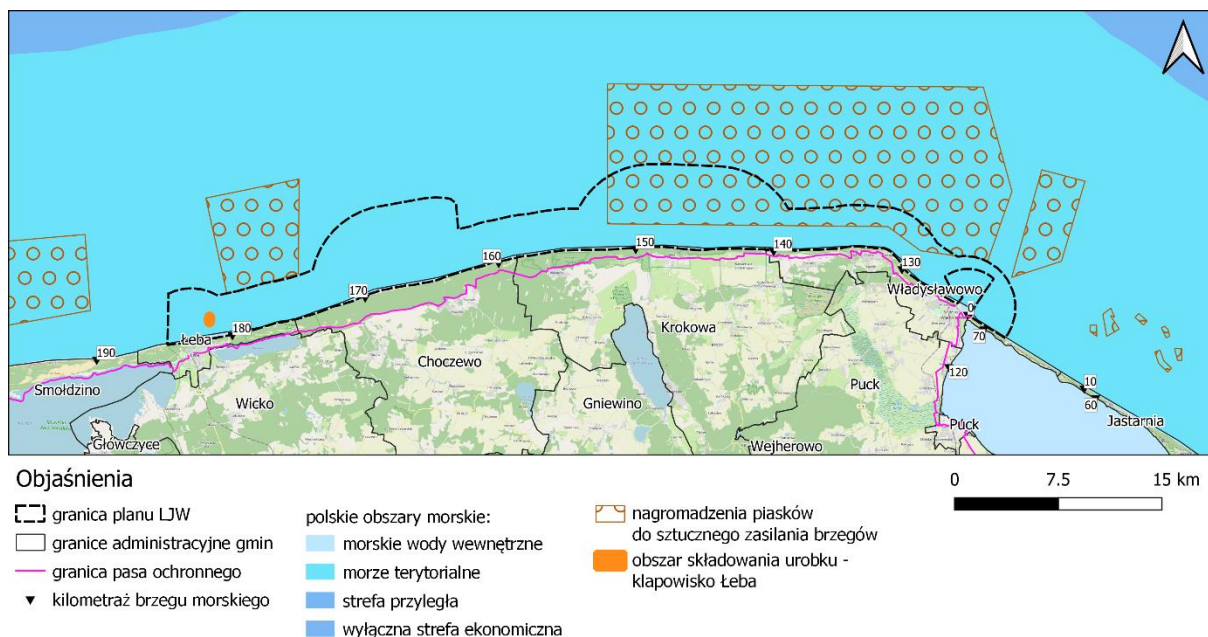 150
140
160
130
170
Władysławowo
0
180
Łeba
70
190
Krokowa
Choczewo
120
Smołdzino
Puck
10
Wicko
Gniewino
60
Jastarnia
Puck
Główczyce
Wejherowo
Objaśnienia
granica planu LJW
granice administracyjne gmin
granica pasa ochronnego
kilometraż brzegu morskiego
polskie obszary morskie:
morskie wody wewnętrzne
morze terytorialne
strefa przyległa
wyłączna strefa ekonomiczna
nagromadzenia piasków
do sztucznego zasilania brzegów
obszar składowania urobku -
klapowisko Łeba
0 7.5 15 km